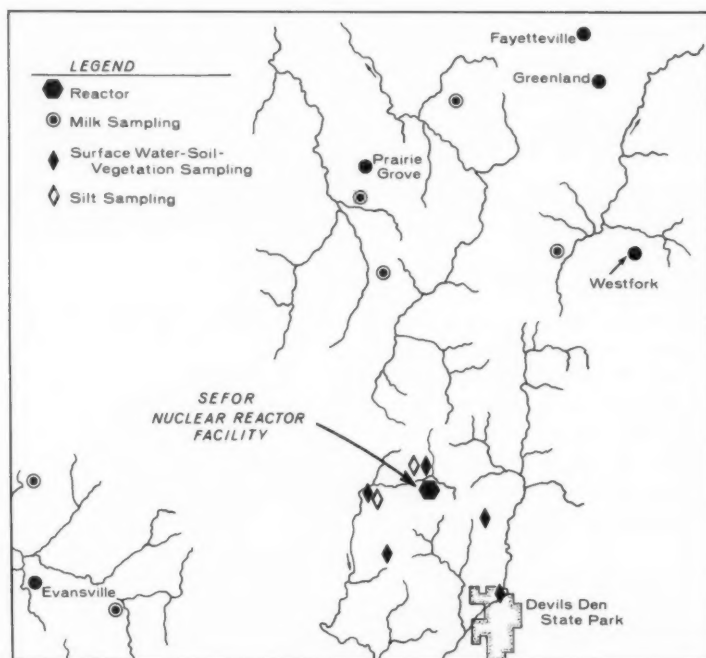 LEGEND
Reactor
Milk Sampling
Surface Water-Soil-
Vegetation Sampling
Silt Sampling
Fayetteville
Greenland
Prairie
Grove
Westfork
SEFOR
NUCLEAR REACTOR
FACILITY
Evansville
Devils Den
State Park